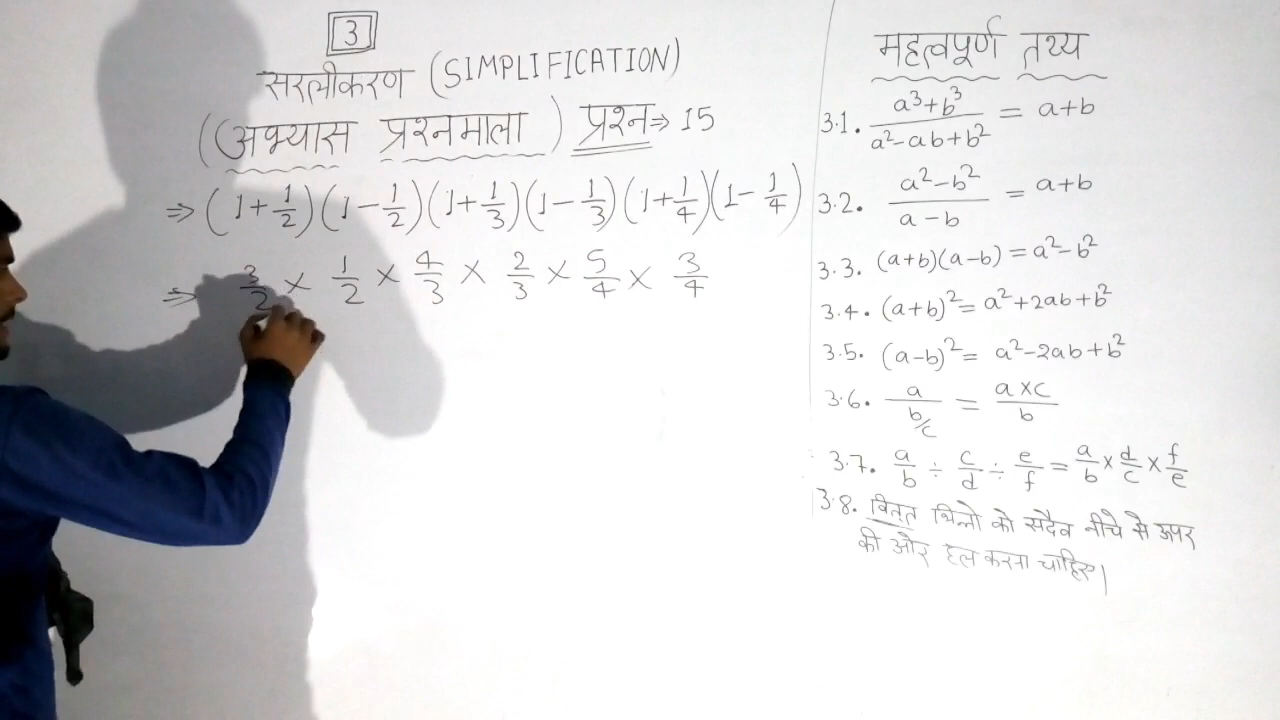 3
सरलीकरण (SIMPLIFICATION)
(अभ्यास प्रश्नमाला) प्रश्न⇒ 15
⇒ (1+1/2)(1-1/2)(1+1/3)(1-1/3)(1+1/4)(1-1/4)
⇒ 3/2 × 1/2 × 4/3 × 2/3 × 5/4 × 3/4
महत्वपूर्ण तथ्य
3.1. (a³+b³)/(a²-ab+b²) = a+b
3.2. (a²-b²)/(a-b) = a+b
3.3. (a+b)(a-b) = a²-b²
3.4. (a+b)² = a²+2ab+b²
3.5. (a-b)² = a²-2ab+b²
3.6. a/(b/c) = (a×c)/b
3.7. a/b ÷ c/d ÷ e/f = a/b × d/c × f/e
3.8. वितत भिन्नो को सदैव नीचे से ऊपर
की ओर हल करना चाहिए।